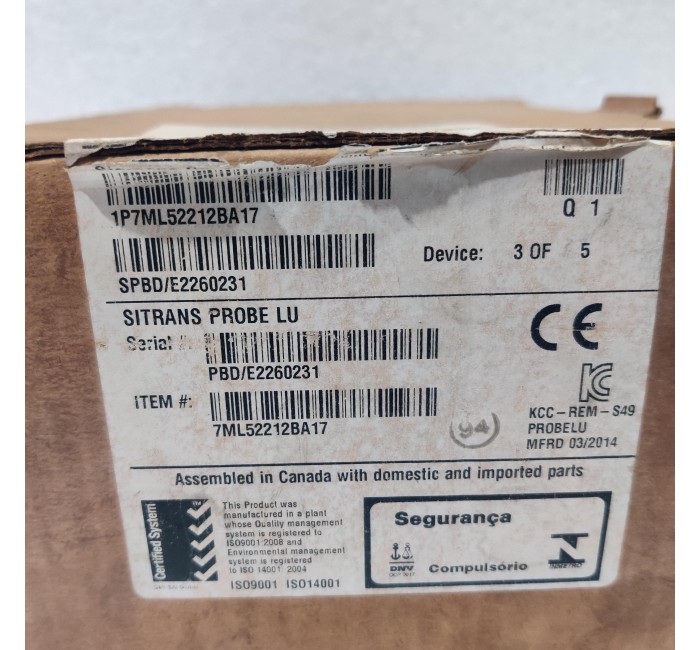 1P7ML52212BA17
Q 1
SPBD/E2260231
Device: 3 OF 5
SITRANS PROBE LU
Serial #:
PBD/E2260231
ITEM #:
7ML52212BA17
94
CE
KC
KCC-REM-S49
PROBELU
MFRD 03/2014
Assembled in Canada with domestic and imported parts
Certified System
This Product was
manufactured in a plant
whose Quality management
system is registered to
ISO9001 2008 and
Environmental management
system is registered
to ISO 14001: 2004
ISO9001 ISO14001
Segurança
DNV
Compulsório
INMETRO